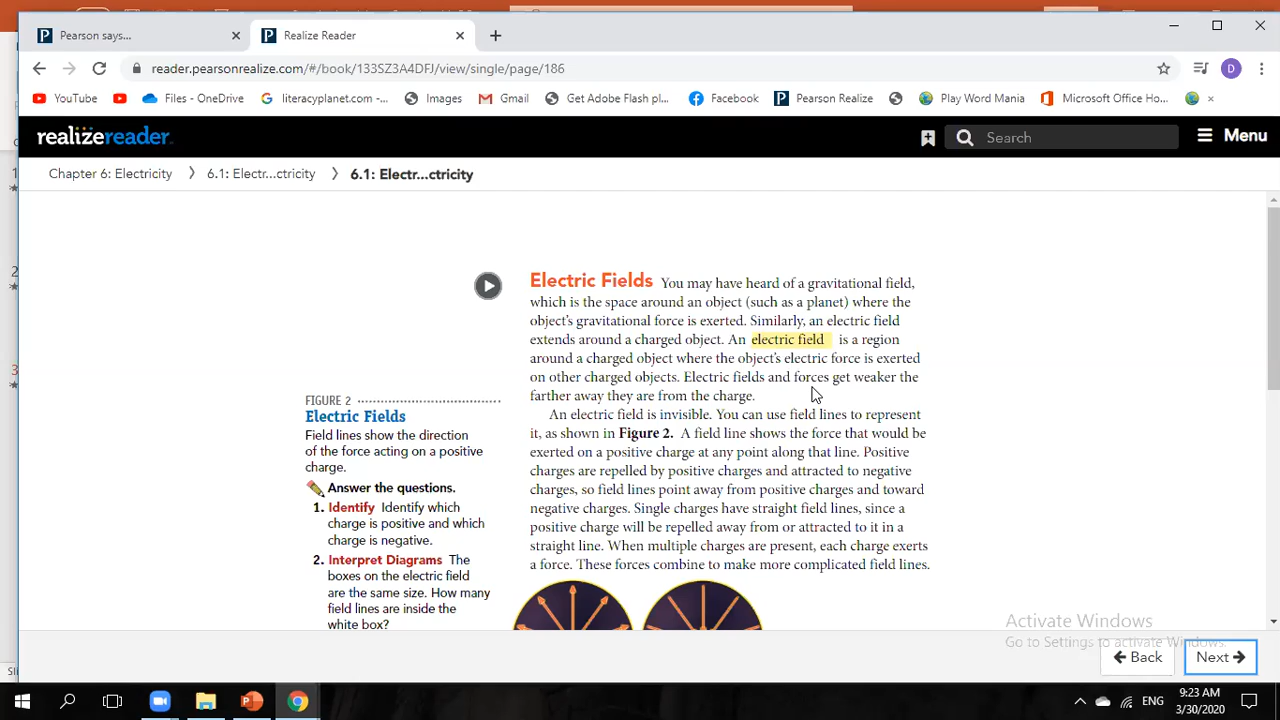 Pearson says...
Realize Reader
reader.pearsonrealize.com/#/book/133SZ3A4DFJ/view/single/page/186
D
YouTube
Files - OneDrive
literacyplanet.com -...
Images
Gmail
Get Adobe Flash pl...
Facebook
Pearson Realize
Play Word Mania
Microsoft Office Ho...
realizereader
Search
Menu
Chapter 6: Electricity
6.1: Electr...ctricity
6.1: Electr...ctricity
Electric Fields You may have heard of a gravitational field,
which is the space around an object (such as a planet) where the
object's gravitational force is exerted. Similarly, an electric field
extends around a charged object. An electric field is a region
around a charged object where the object's electric force is exerted
on other charged objects. Electric fields and forces get weaker the
farther away they are from the charge.
An electric field is invisible. You can use field lines to represent
it, as shown in Figure 2. A field line shows the force that would be
exerted on a positive charge at any point along that line. Positive
charges are repelled by positive charges and attracted to negative
charges, so field lines point away from positive charges and toward
negative charges. Single charges have straight field lines, since a
positive charge will be repelled away from or attracted to it in a
straight line. When multiple charges are present, each charge exerts
a force. These forces combine to make more complicated field lines.
FIGURE 2
Electric Fields
Field lines show the direction
of the force acting on a positive
charge.
Answer the questions.
1. Identify Identify which
charge is positive and which
charge is negative.
2. Interpret Diagrams The
boxes on the electric field
are the same size. How many
field lines are inside the
white box?
Activate Windows
Go to Settings to activate Windows.
Back
Next
1
2
3
ENG
9:23 AM
3/30/2020